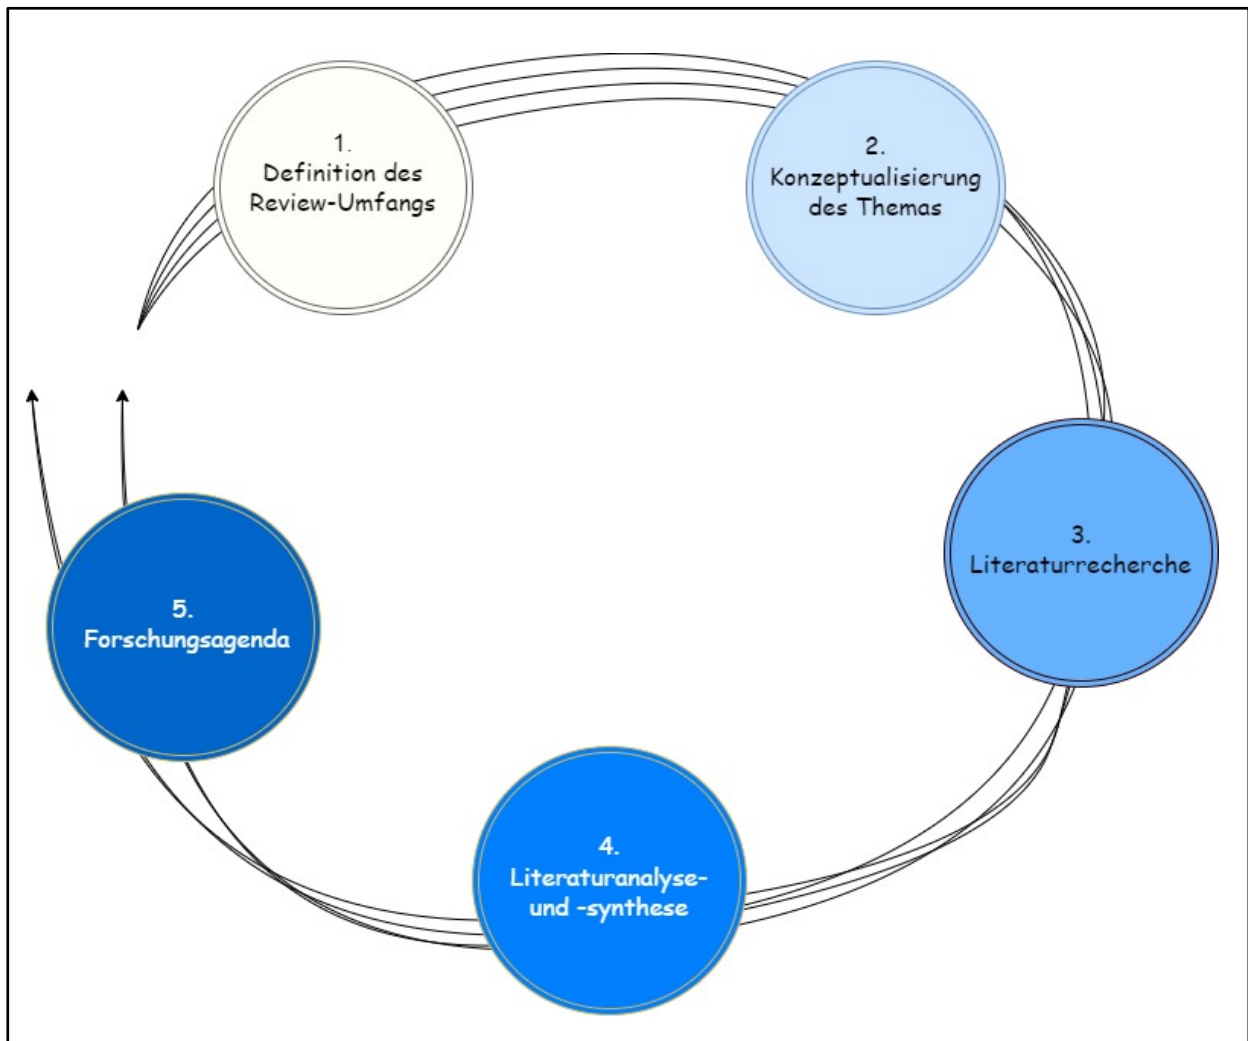 1.
Definition des
Review-Umfangs
2.
Konzeptualisierung
des Themas
3.
Literaturrecherche
4.
Literaturanalyse-
und -synthese
5.
Forschungsagenda